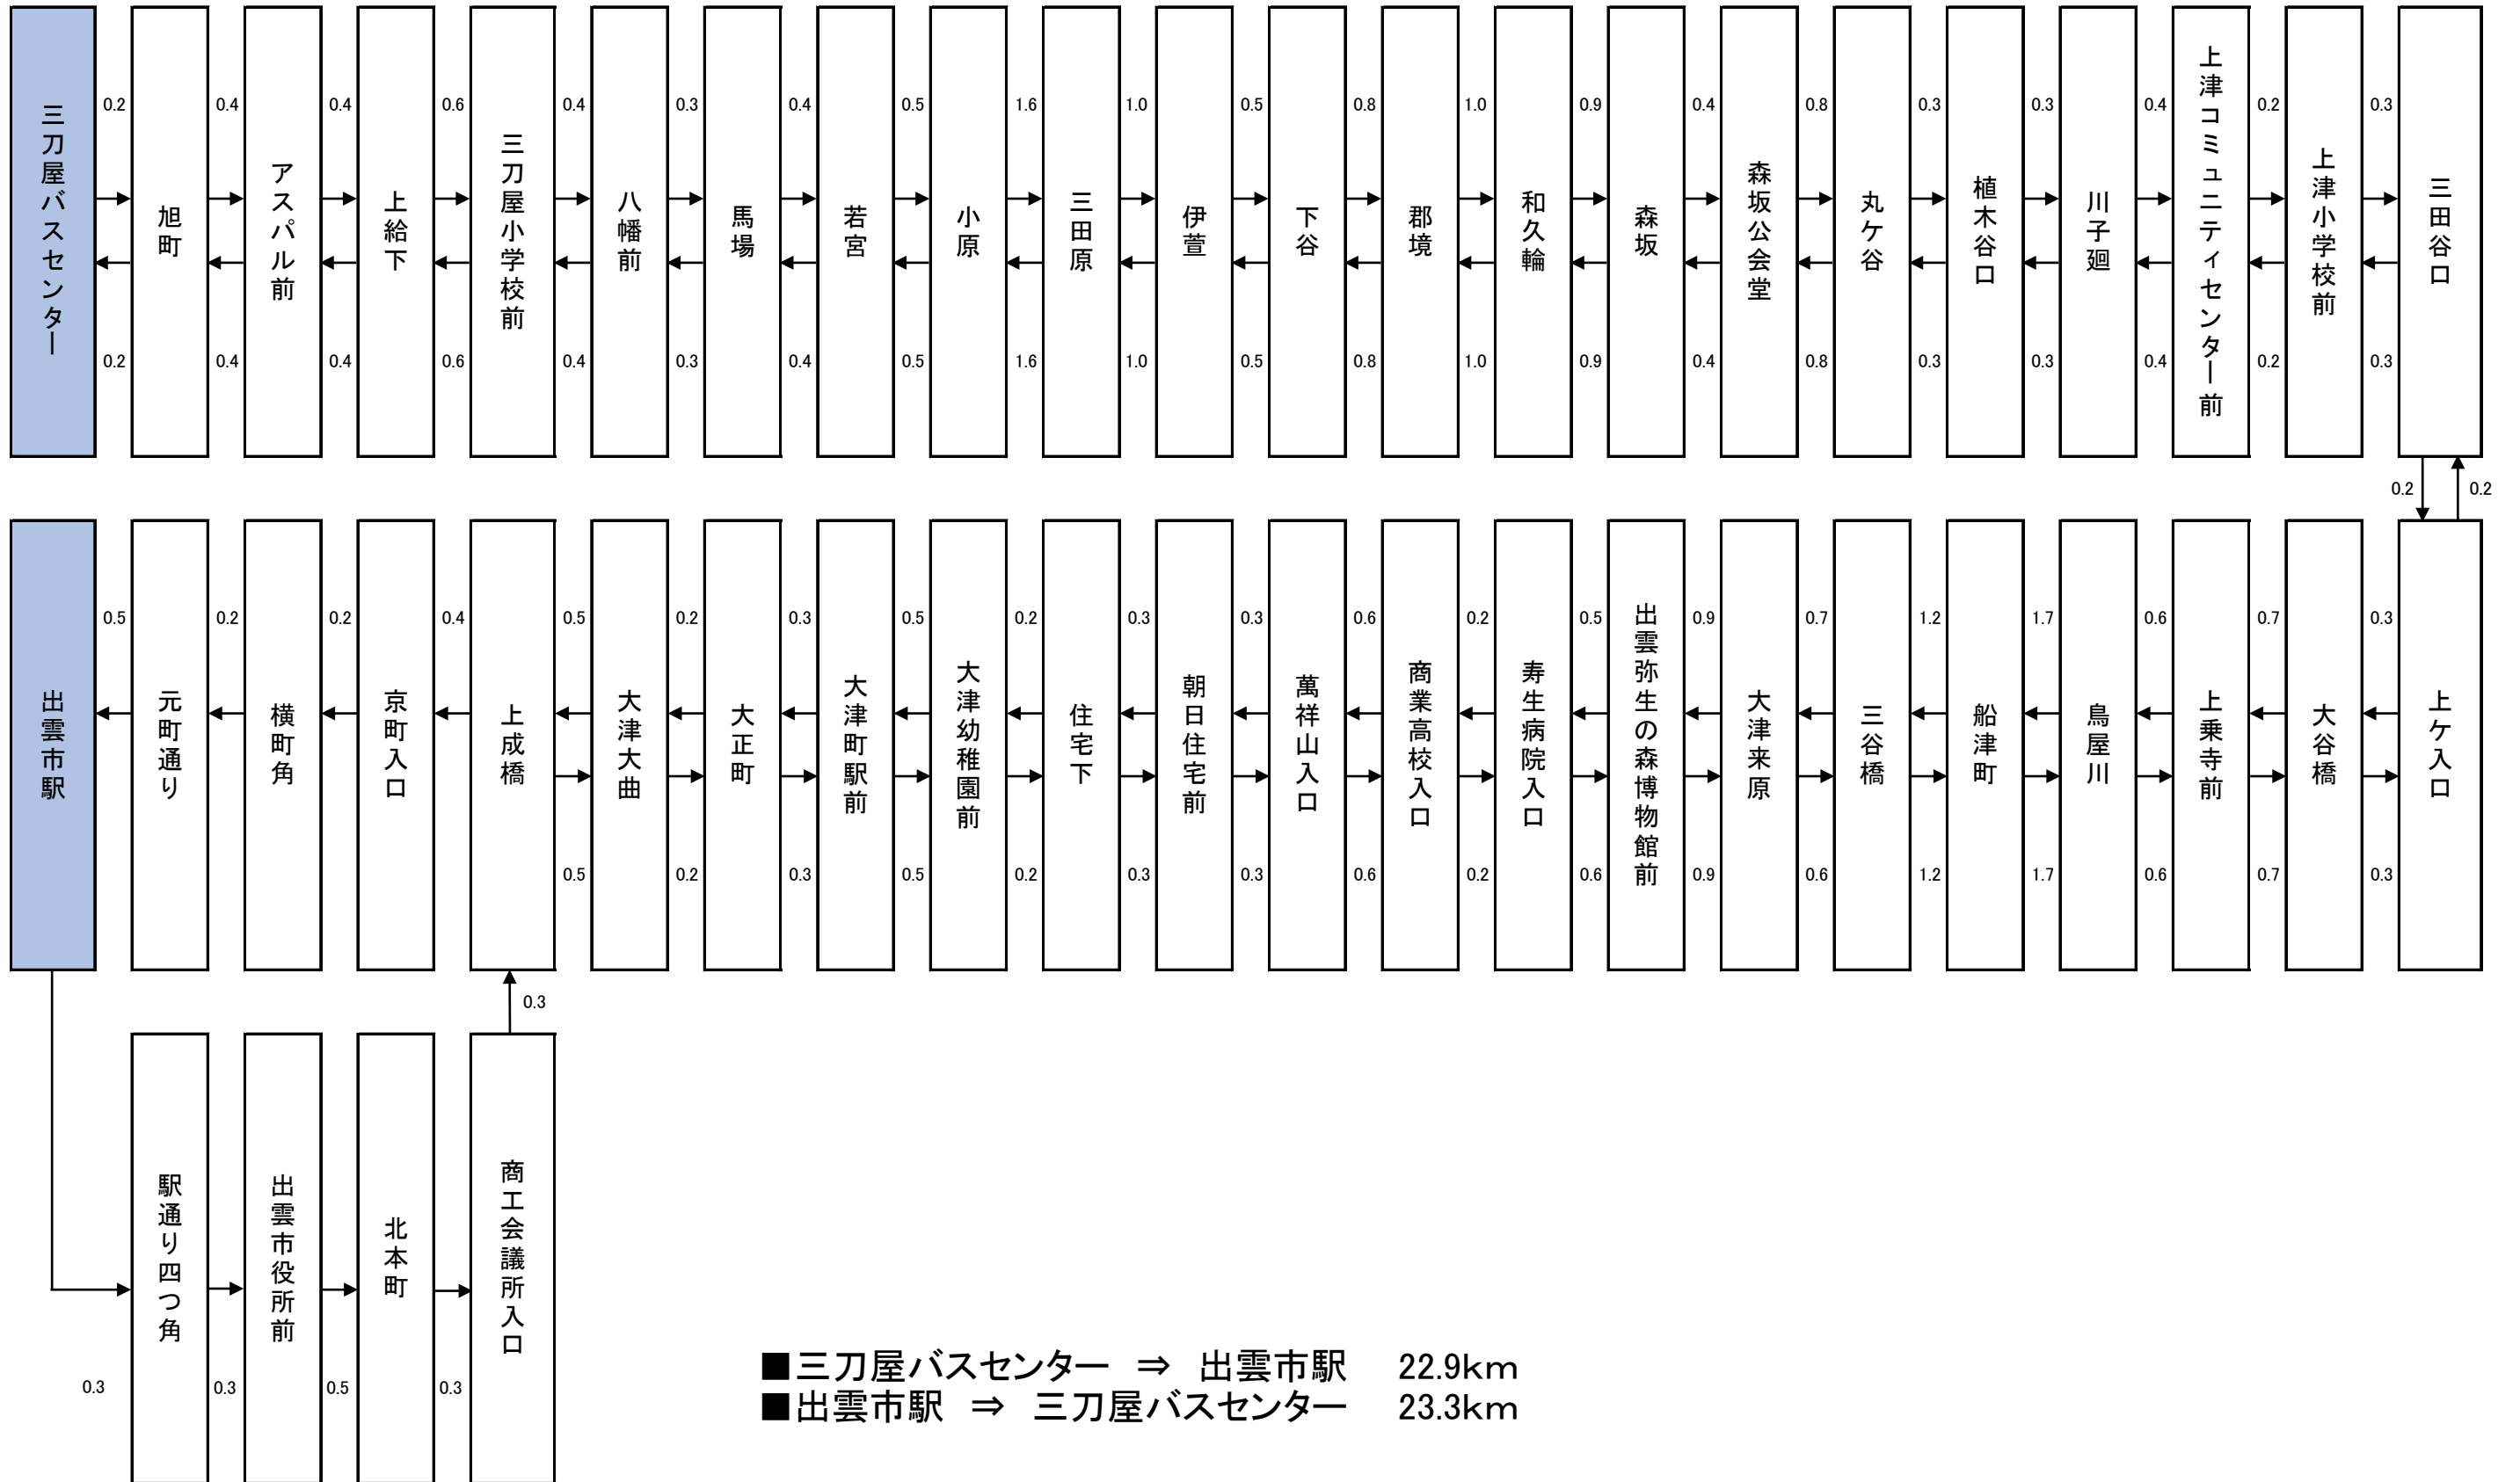 三刀屋バスセンター
0.2
旭町
0.4
アスパル前
0.4
上給下
0.6
三刀屋小学校前
0.4
八幡前
0.3
馬場
0.4
若宮
0.5
小原
1.6
三田原
1.0
伊萱
0.5
下谷
0.8
郡境
1.0
和久輪
0.9
森坂
0.4
森坂公会堂
0.8
丸ケ谷
0.3
植木谷口
0.3
川子廻
0.4
上津コミュニティセンター前
0.2
上津小学校前
0.3
三田谷口
0.2
0.4
0.4
0.6
0.4
0.3
0.4
0.5
1.6
1.0
0.5
0.8
1.0
0.9
0.4
0.8
0.3
0.3
0.4
0.2
0.3
0.2
0.2
出雲市駅
0.5
元町通り
0.2
横町角
0.2
京町入口
0.4
上成橋
0.5
大津大曲
0.2
大正町
0.3
大津町駅前
0.5
大津幼稚園前
0.2
住宅下
0.3
朝日住宅前
0.3
萬祥山入口
0.6
商業高校入口
0.2
寿生病院入口
0.5
出雲弥生の森博物館前
0.9
大津来原
0.7
三谷橋
1.2
船津町
1.7
鳥屋川
0.6
上乗寺前
0.7
大谷橋
0.3
上ケ入口
0.5
0.2
0.3
0.5
0.2
0.3
0.3
0.6
0.2
0.6
0.9
0.6
1.2
1.7
0.6
0.7
0.3
0.3
駅通り四つ角
出雲市役所前
北本町
商工会議所入口
0.3
0.3
0.5
0.3
■三刀屋バスセンター ⇒ 出雲市駅 22.9km
■出雲市駅 ⇒ 三刀屋バスセンター 23.3km